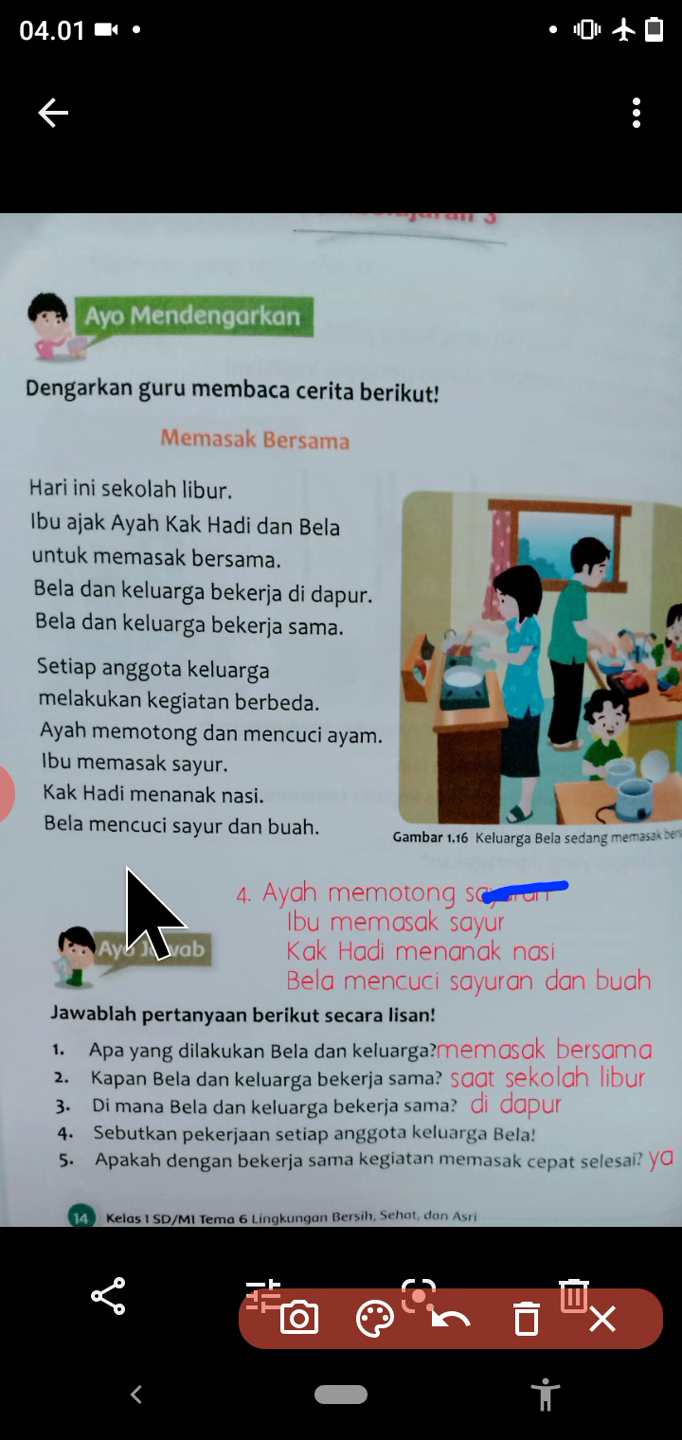 04.01
Ayo Mendengarkan
Dengarkan guru membaca cerita berikut!
Memasak Bersama
Hari ini sekolah libur.
Ibu ajak Ayah Kak Hadi dan Bela
untuk memasak bersama.
Bela dan keluarga bekerja di dapur.
Bela dan keluarga bekerja sama.
Setiap anggota keluarga
melakukan kegiatan berbeda.
Ayah memotong dan mencuci ayam.
Ibu memasak sayur.
Kak Hadi menanak nasi.
Bela mencuci sayur dan buah.
Gambar 1.16 Keluarga Bela sedang memasak
4. Ayah memotong
Ibu memasak sayur
Kak Hadi menanak nasi
Bela mencuci sayuran dan buah
Ayo Jawab
Jawablah pertanyaan berikut secara lisan!
1. Apa yang dilakukan Bela dan keluarga? memasak bersama
2. Kapan Bela dan keluarga bekerja sama? saat sekolah libur
3. Di mana Bela dan keluarga bekerja sama? di dapur
4. Sebutkan pekerjaan setiap anggota keluarga Bela!
5. Apakah dengan bekerja sama kegiatan memasak cepat selesai? ya
14 Kelas 1 SD/MI Tema 6 Lingkungan Bersih, Sehat, dan Asri